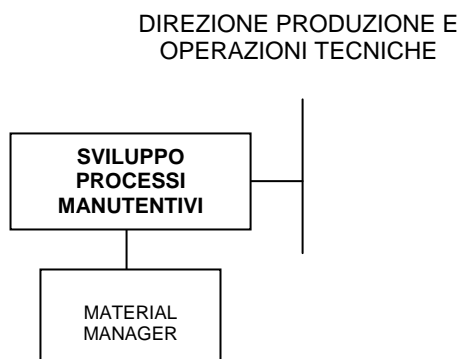 DIREZIONE PRODUZIONE E
OPERAZIONI TECNICHE
SVILUPPO
PROCESSI
MANUTENTIVI
MATERIAL
MANAGER